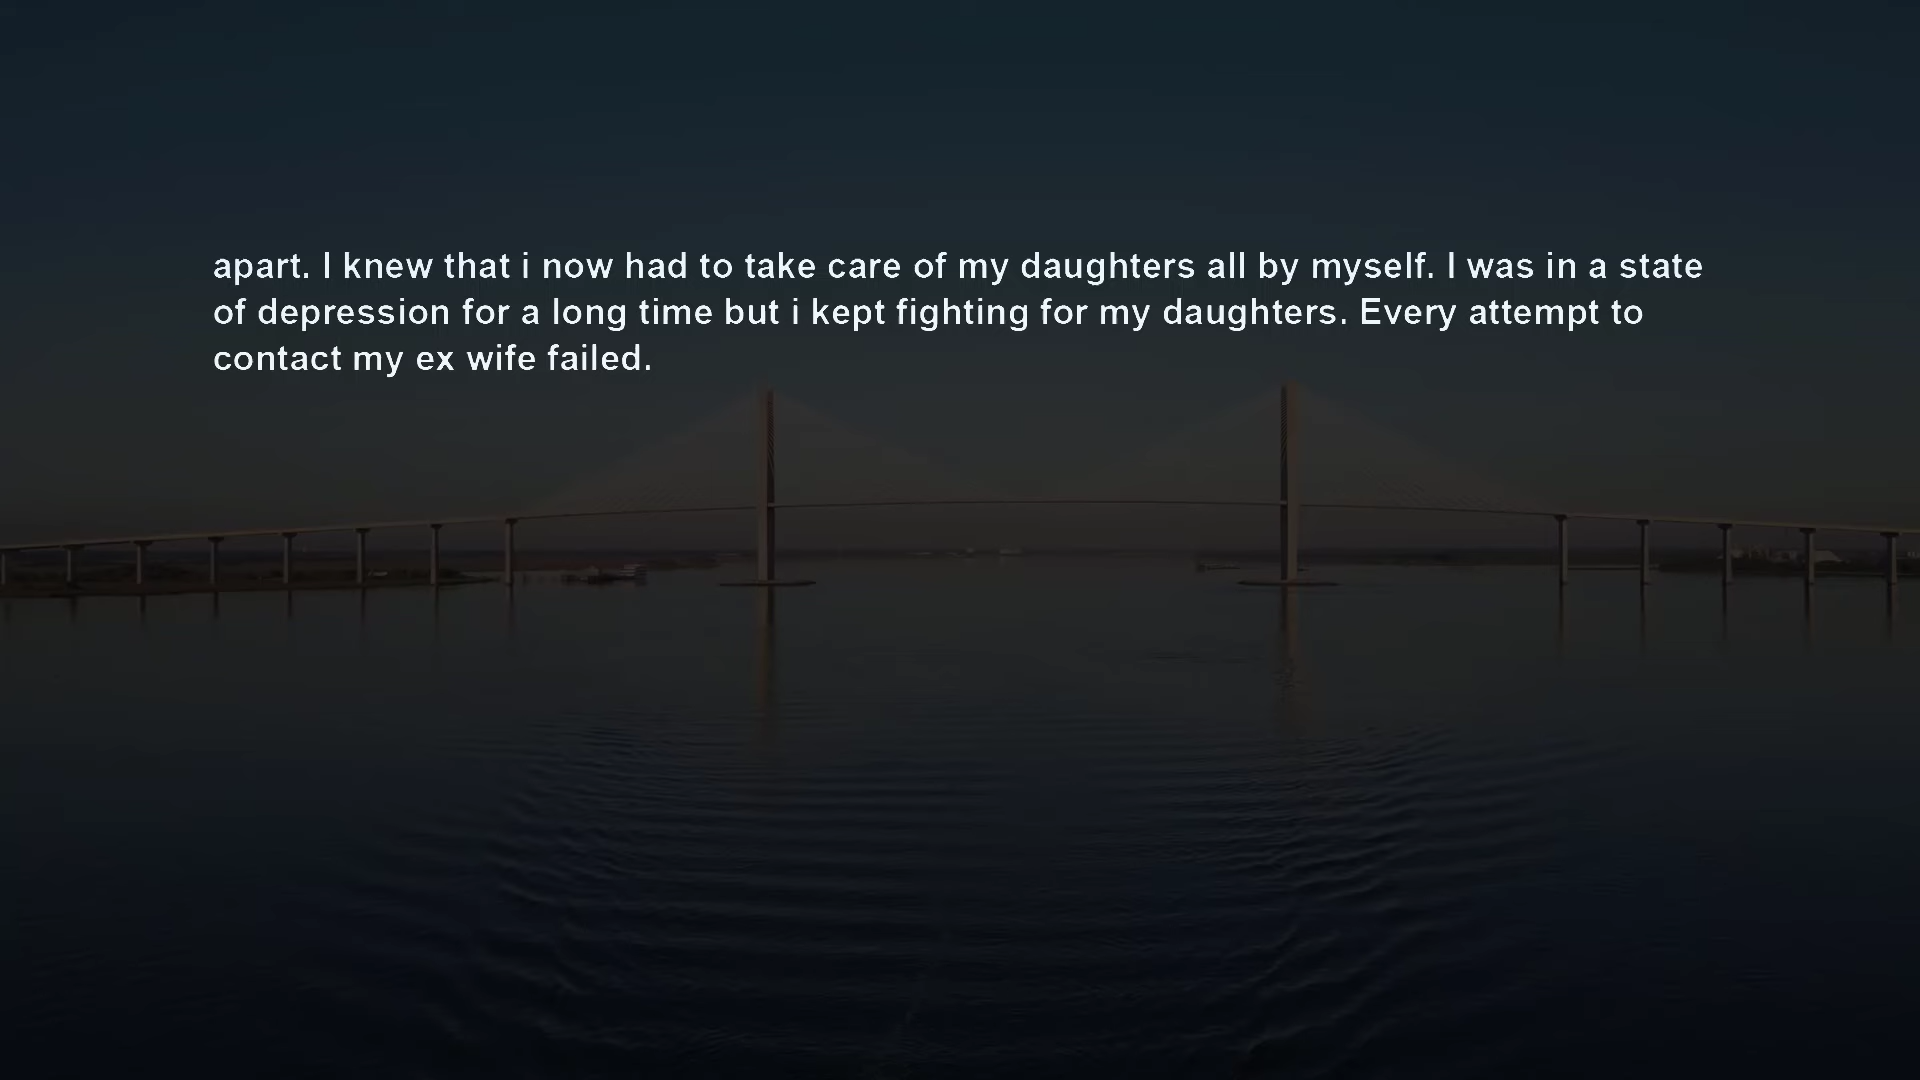 apart. I knew that i now had to take care of my daughters all by myself. I was in a state
of depression for a long time but i kept fighting for my daughters. Every attempt to
contact my ex wife failed.